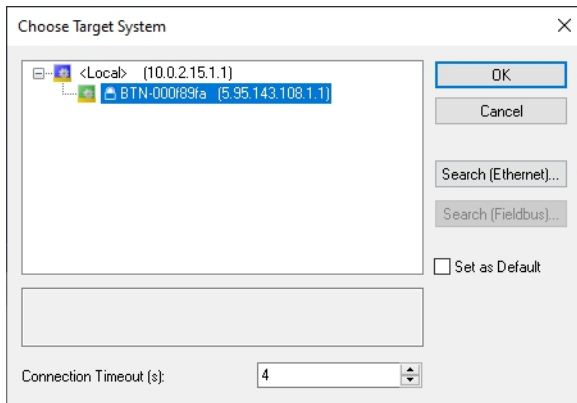 Choose Target System
<Local> (10.0.2.15.1.1)
BTN-000f89fa (5.95.143.108.1.1)
OK
Cancel
Search (Ethernet)...
Search (Fieldbus)...
Set as Default
Connection Timeout (s):
4